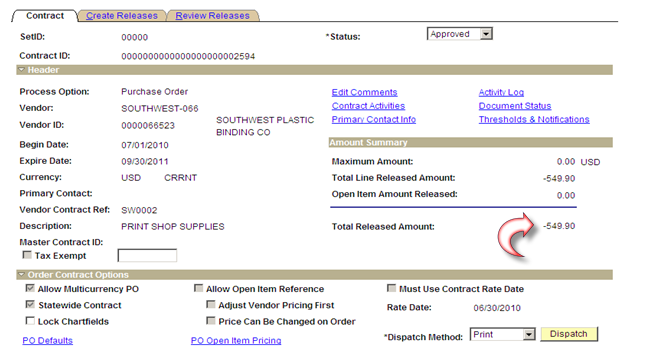 Contract Create Releases Review Releases
SetID: 00000 *Status: Approved
Contract ID: 0000000000000000000002594
Header
Process Option: Purchase Order Edit Comments Activity Log
Vendor: SOUTHWEST-066 Contract Activities Document Status
Vendor ID: 0000066523 SOUTHWEST PLASTIC BINDING CO Primary Contact Info Thresholds & Notifications
Begin Date: 07/01/2010 Amount Summary
Expire Date: 09/30/2011 Maximum Amount: 0.00 USD
Currency: USD CRRNT Total Line Released Amount: -549.90
Primary Contact: Open Item Amount Released: 0.00
Vendor Contract Ref: SW0002
Description: PRINT SHOP SUPPLIES Total Released Amount: -549.90
Master Contract ID:
Tax Exempt
Order Contract Options
Allow Multicurrency PO Allow Open Item Reference Must Use Contract Rate Date
Statewide Contract Adjust Vendor Pricing First Rate Date: 06/30/2010
Lock Chartfields Price Can Be Changed on Order
PO Defaults PO Open Item Pricing *Dispatch Method: Print Dispatch